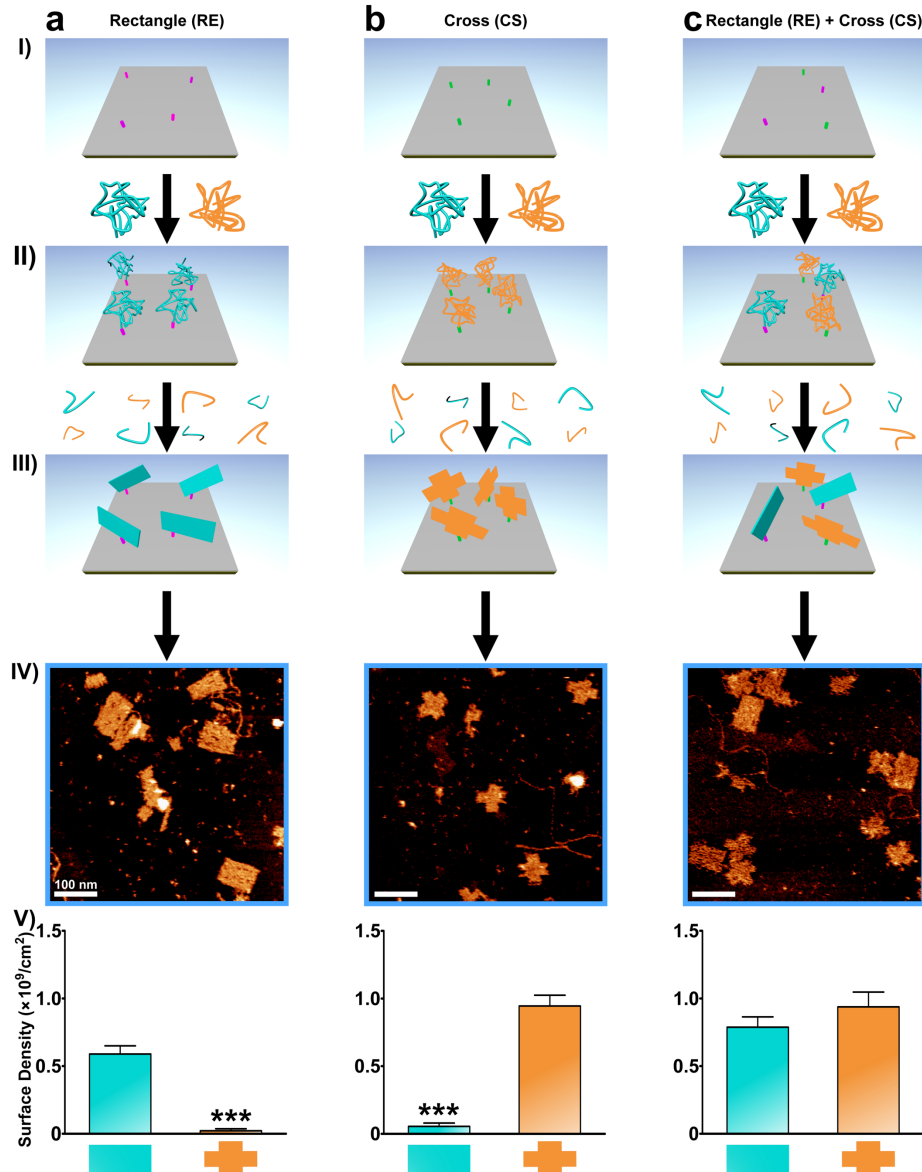 a Rectangle (RE)
b Cross (CS)
c Rectangle (RE) + Cross (CS)
I)
II)
III)
IV)
100 nm
V)
Surface Density (×10⁹/cm²)
1.5
1.0
0.5
0
***
1.5
1.0
0.5
0
***
1.5
1.0
0.5
0